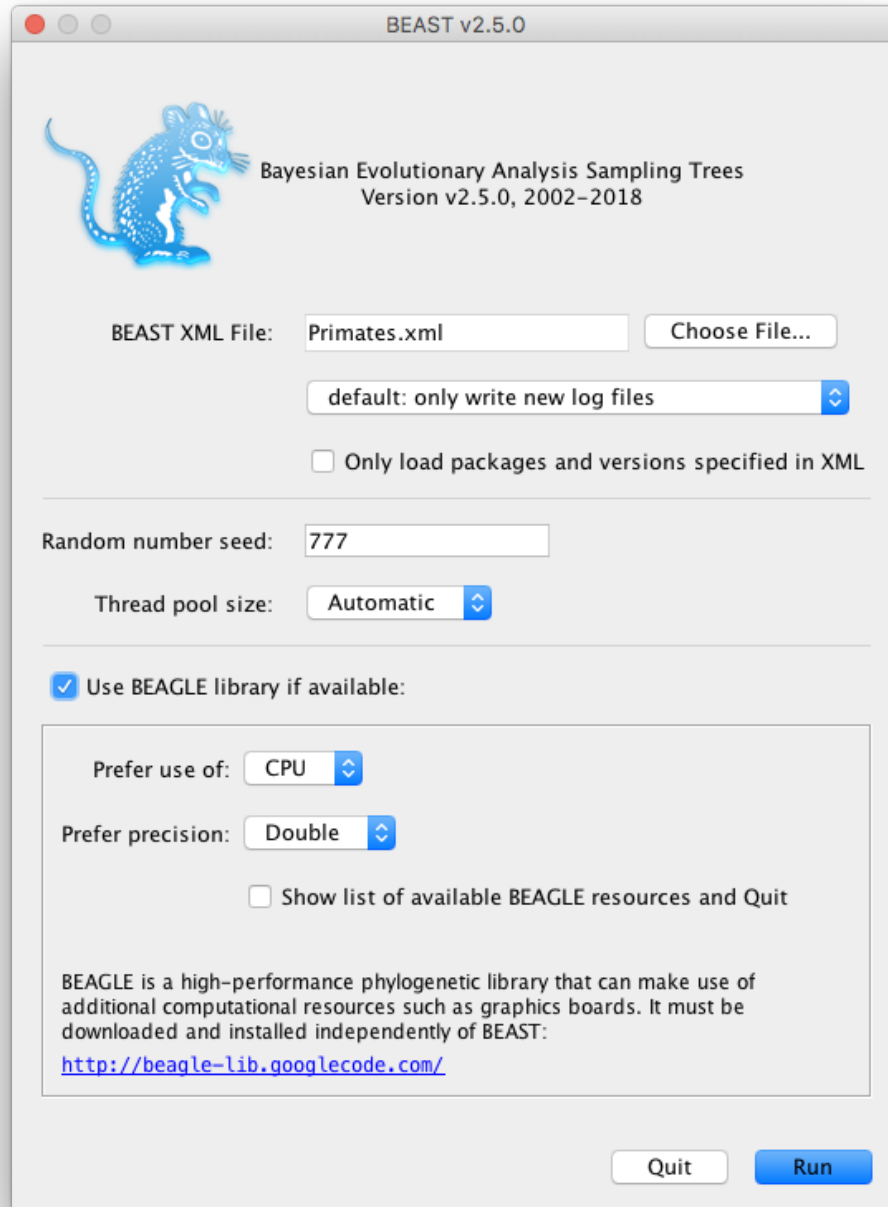 BEAST v2.5.0
Bayesian Evolutionary Analysis Sampling Trees
Version v2.5.0, 2002–2018
BEAST XML File: Primates.xml Choose File...
default: only write new log files
Only load packages and versions specified in XML
Random number seed: 777
Thread pool size: Automatic
Use BEAGLE library if available:
Prefer use of: CPU
Prefer precision: Double
Show list of available BEAGLE resources and Quit
BEAGLE is a high-performance phylogenetic library that can make use of
additional computational resources such as graphics boards. It must be
downloaded and installed independently of BEAST:
http://beagle-lib.googlecode.com/
Quit Run